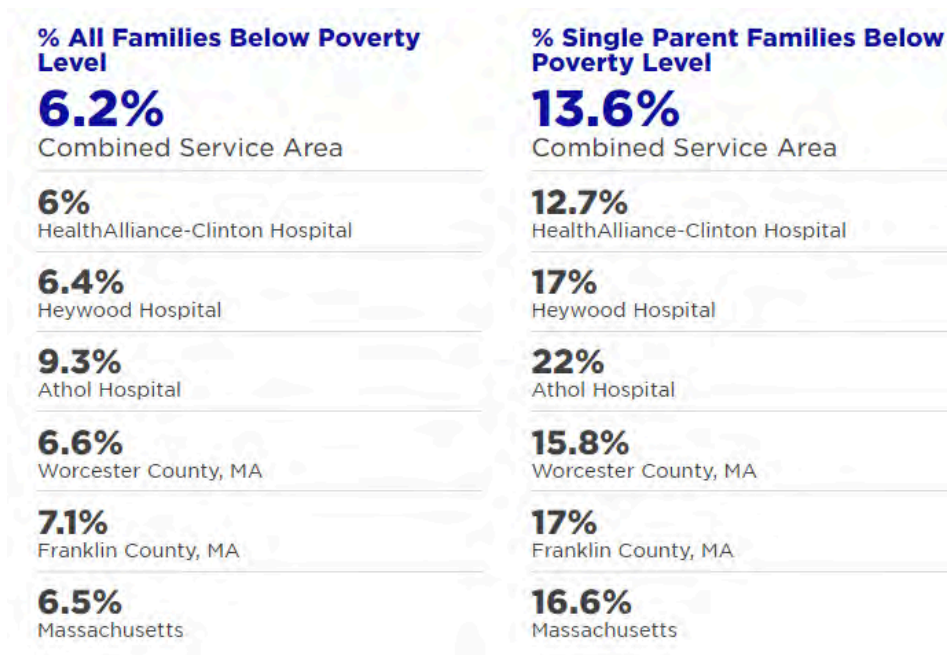 % All Families Below Poverty
Level
6.2%
Combined Service Area
6%
HealthAlliance-Clinton Hospital
6.4%
Heywood Hospital
9.3%
Athol Hospital
6.6%
Worcester County, MA
7.1%
Franklin County, MA
6.5%
Massachusetts
% Single Parent Families Below
Poverty Level
13.6%
Combined Service Area
12.7%
HealthAlliance-Clinton Hospital
17%
Heywood Hospital
22%
Athol Hospital
15.8%
Worcester County, MA
17%
Franklin County, MA
16.6%
Massachusetts